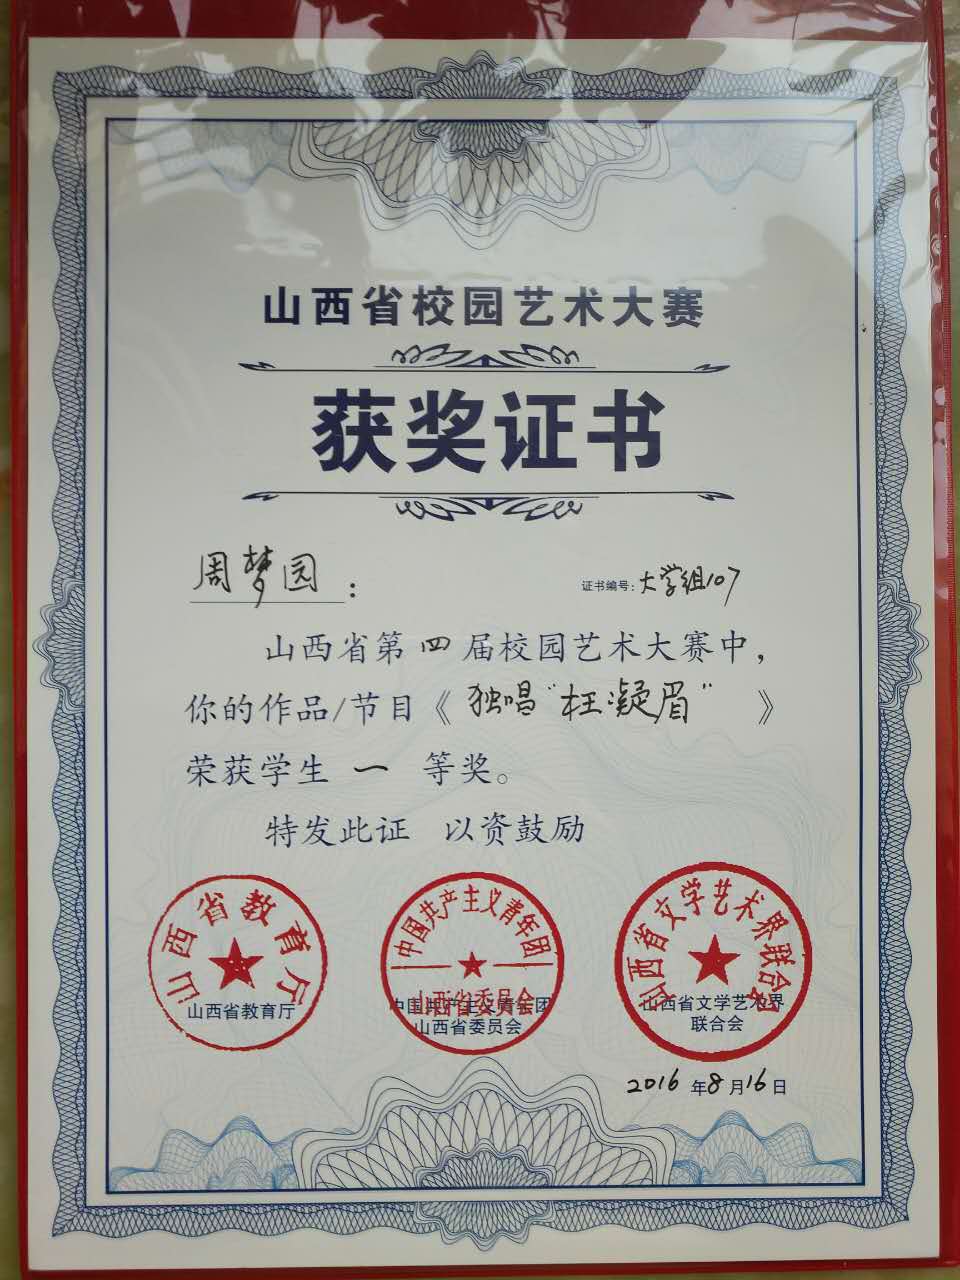 山西省校园艺术大赛
获奖证书
周梦园：
证书编号：大学组107
山西省第四届校园艺术大赛中，
你的作品/节目《独唱“枉凝眉”》
荣获学生一等奖。
特发此证 以资鼓励
山西省教育厅
山西省教育厅
中国共产主义青年团
山西省委员会
中国共产主义青年团
山西省委员会
山西省文学艺术界联合会
山西省文学艺术界
联合会
2016年8月16日